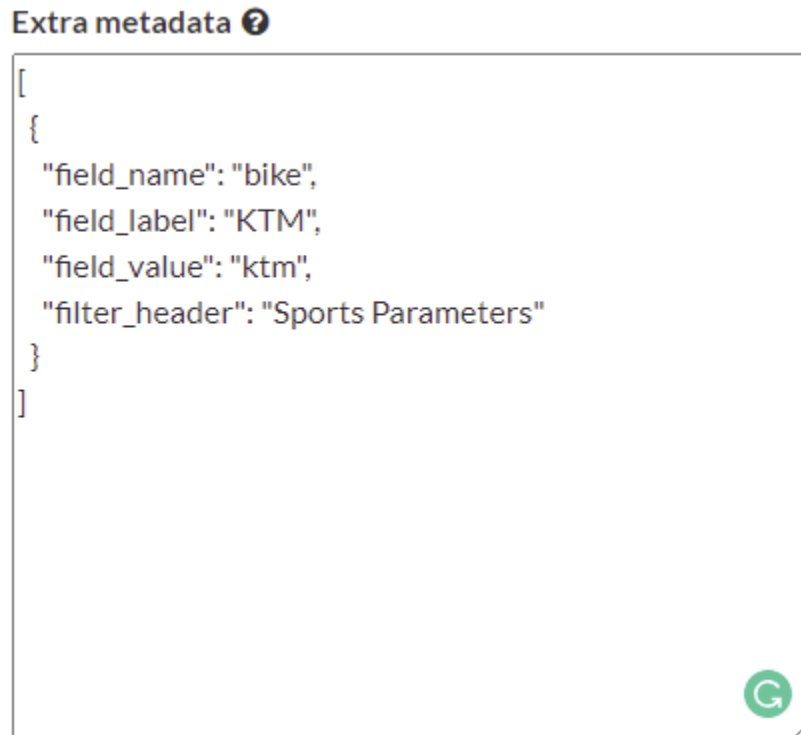 Extra metadata ?
[
{
"field_name": "bike",
"field_label": "KTM",
"field_value": "ktm",
"filter_header": "Sports Parameters"
}
]